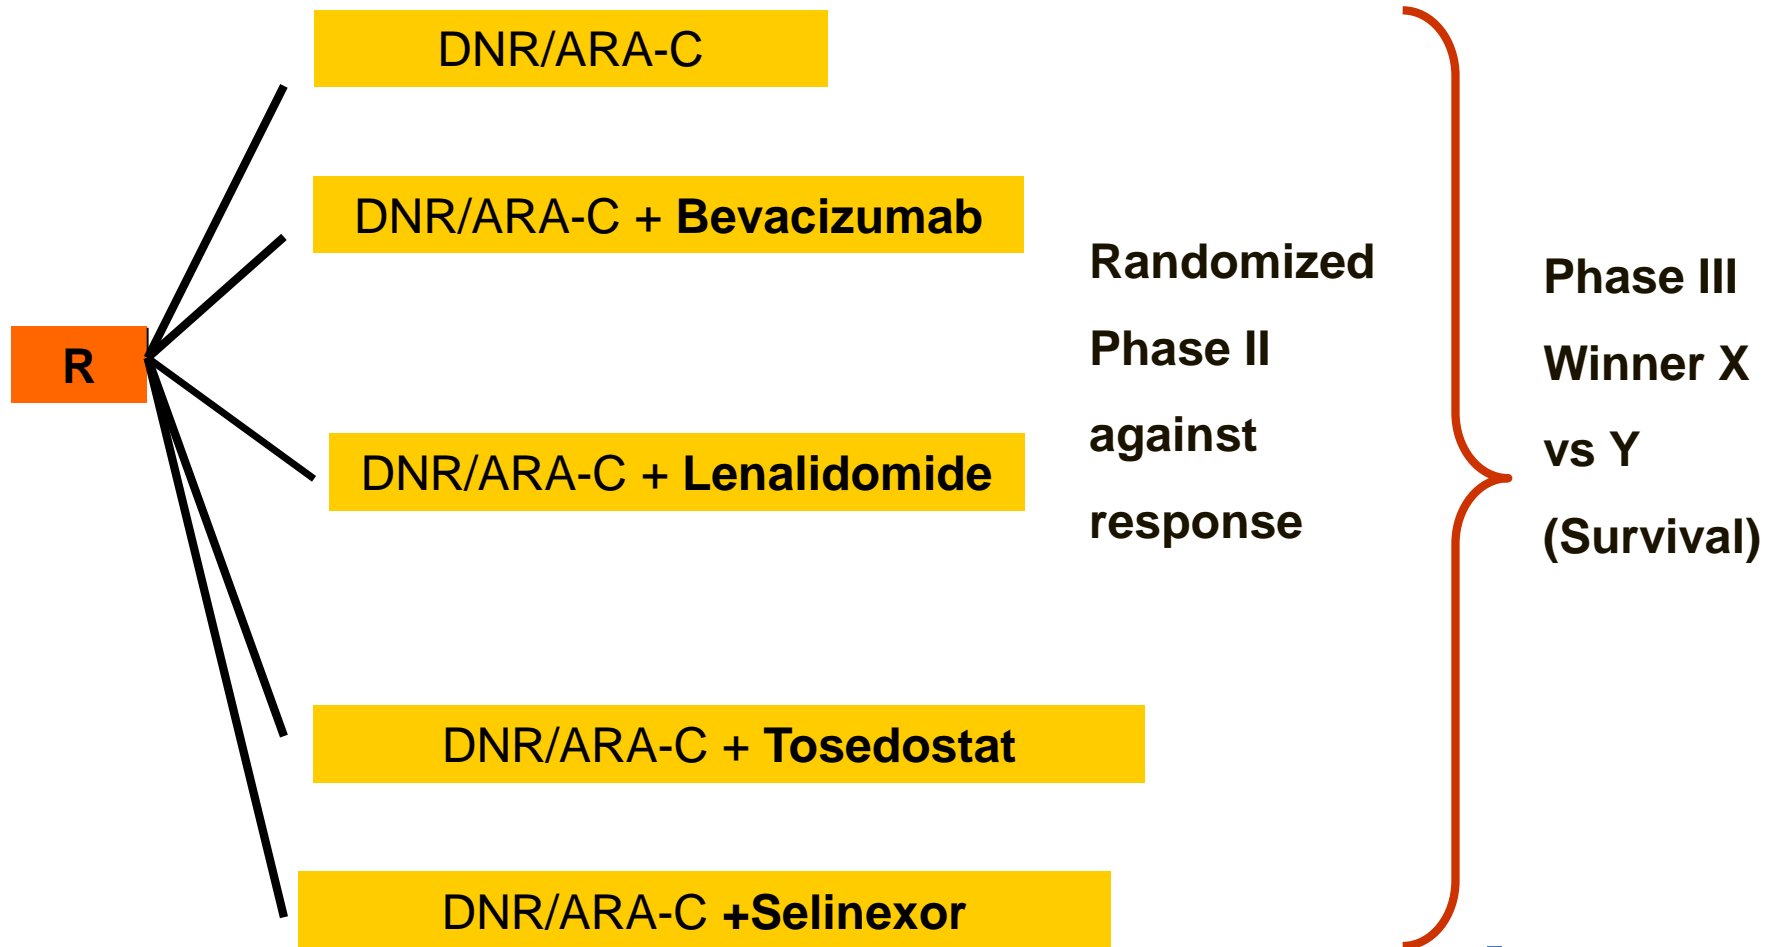 DNR/ARA-C
DNR/ARA-C + Bevacizumab
R
DNR/ARA-C + Lenalidomide
DNR/ARA-C + Tosedostat
DNR/ARA-C +Selinexor
Randomized
Phase II
against
response
Phase III
Winner X
vs Y
(Survival)